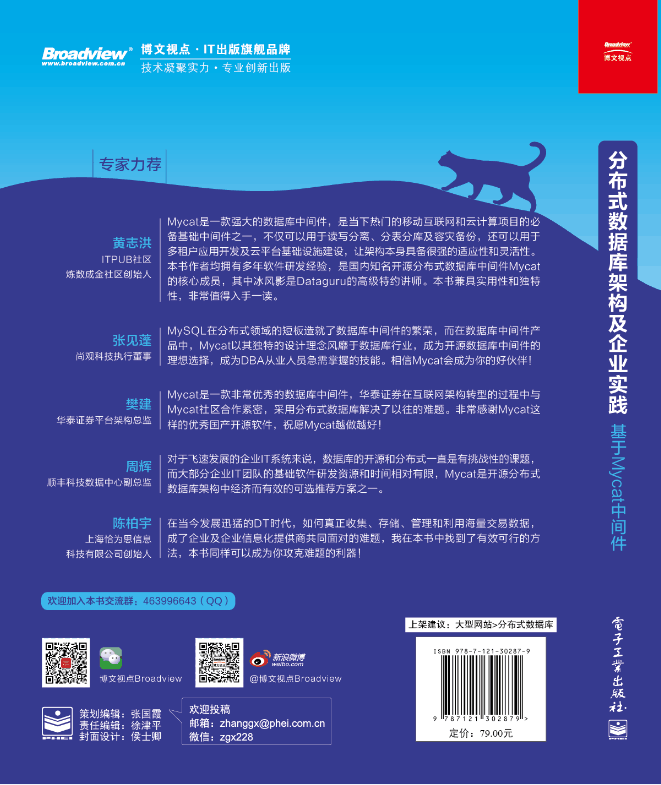 Broadview®
www.broadview.com.cn
博文视点·IT出版旗舰品牌
技术凝聚实力·专业创新出版
Broadview
博文视点
专家力荐
黄志洪
ITPUB社区
炼数成金社区创始人
Mycat是一款强大的数据库中间件，是当下热门的移动互联网和云计算项目的必
备基础中间件之一，不仅可以用于读写分离、分表分库及容灾备份，还可以用于
多租户应用开发及云平台基础设施建设，让架构本身具备很强的适应性和灵活性。
本书作者均拥有多年软件研发经验，是国内知名开源分布式数据库中间件Mycat
的核心成员，其中冰风影是Dataguru的高级特约讲师。本书兼具实用性和独特
性，非常值得入手一读。
张见蓬
尚观科技执行董事
MySQL在分布式领域的短板造就了数据库中间件的繁荣，而在数据库中间件产
品中，Mycat以其独特的设计理念风靡于数据库行业，成为开源数据库中间件的
理想选择，成为DBA从业人员急需掌握的技能。相信Mycat会成为你的好伙伴！
樊建
华泰证券平台架构总监
Mycat是一款非常优秀的数据库中间件，华泰证券在互联网架构转型的过程中与
Mycat社区合作紧密，采用分布式数据库解决了以往的难题。非常感谢Mycat这
样的优秀国产开源软件，祝愿Mycat越做越好！
周辉
顺丰科技数据中心副总监
对于飞速发展的企业IT系统来说，数据库的开源和分布式一直是有挑战性的课题，
而大部分企业IT团队的基础软件研发资源和时间相对有限，Mycat是开源分布式
数据库架构中经济而有效的可选推荐方案之一。
陈柏宇
上海恰为思信息
科技有限公司创始人
在当今发展迅猛的DT时代，如何真正收集、存储、管理和利用海量交易数据，
成了企业及企业信息化提供商共同面对的难题，我在本书中找到了有效可行的方
法，本书同样可以成为你攻克难题的利器！
欢迎加入本书交流群：463996643（QQ）
博文视点Broadview
新浪微博
weibo.com
@博文视点Broadview
PHEI
策划编辑：张国霞
责任编辑：徐津平
封面设计：侯士卿
欢迎投稿
邮箱：zhanggx@phei.com.cn
微信：zgx228
上架建议：大型网站>分布式数据库
ISBN 978-7-121-30287-9
9 787121 302879 >
定价：79.00元
分布式数据库架构及企业实践
基于Mycat中间件
電子工業出版社·
PHEI